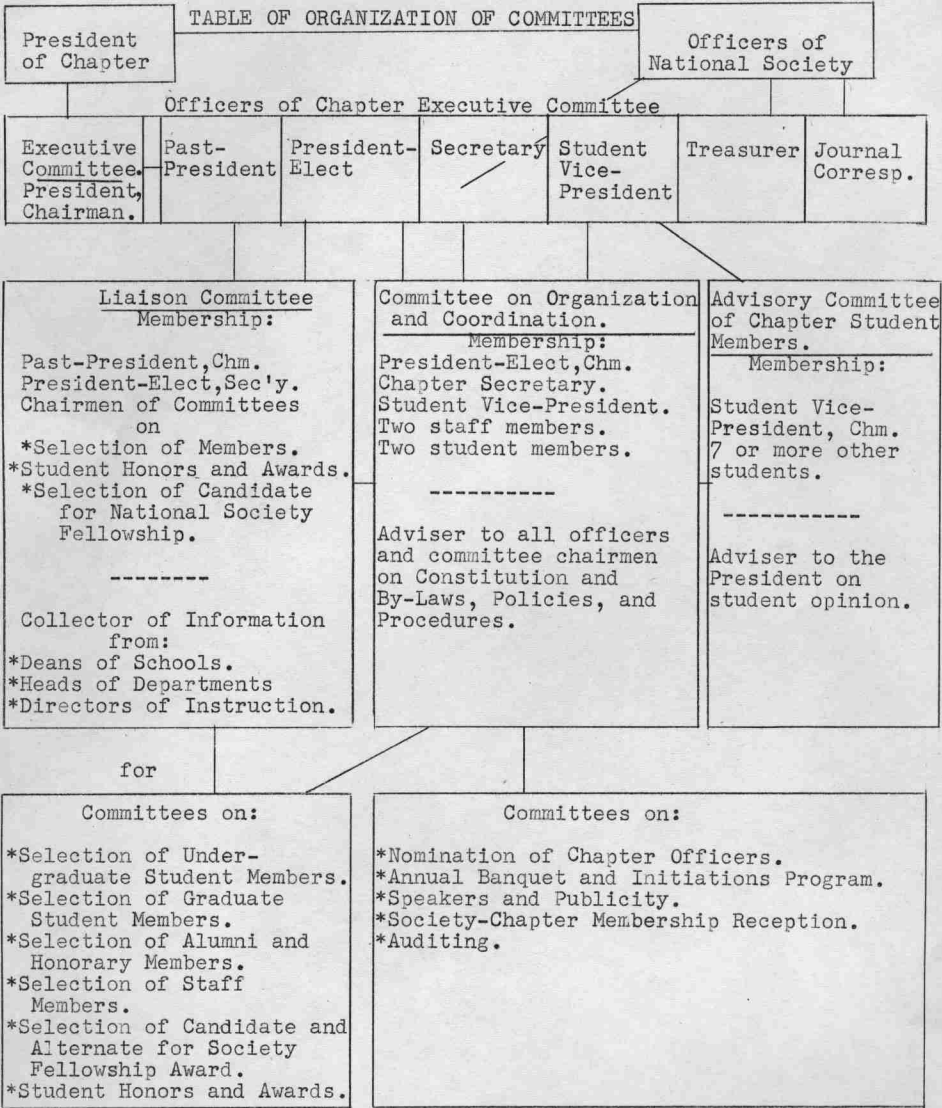 TABLE OF ORGANIZATION OF COMMITTEES
President
of Chapter
Officers of
National Society
Officers of Chapter Executive Committee
Executive
Committee.
President,
Chairman.
Past-
President
President-
Elect
Secretary
Student
Vice-
President
Treasurer
Journal
Corresp.
Liaison Committee
Membership:
Past-President,Chm.
President-Elect,Sec'y.
Chairmen of Committees
on
*Selection of Members.
*Student Honors and Awards.
*Selection of Candidate
for National Society
Fellowship.
--------
Collector of Information
from:
*Deans of Schools.
*Heads of Departments
*Directors of Instruction.
Committee on Organization
and Coordination.
Membership:
President-Elect,Chm.
Chapter Secretary.
Student Vice-President.
Two staff members.
Two student members.
----------
Adviser to all officers
and committee chairmen
on Constitution and
By-Laws, Policies, and
Procedures.
Advisory Committee
of Chapter Student
Members.
Membership:
Student Vice-
President, Chm.
7 or more other
students.
-----------
Adviser to the
President on
student opinion.
for
Committees on:
*Selection of Under-
graduate Student Members.
*Selection of Graduate
Student Members.
*Selection of Alumni and
Honorary Members.
*Selection of Staff
Members.
*Selection of Candidate and
Alternate for Society
Fellowship Award.
*Student Honors and Awards.
Committees on:
*Nomination of Chapter Officers.
*Annual Banquet and Initiations Program.
*Speakers and Publicity.
*Society-Chapter Membership Reception.
*Auditing.